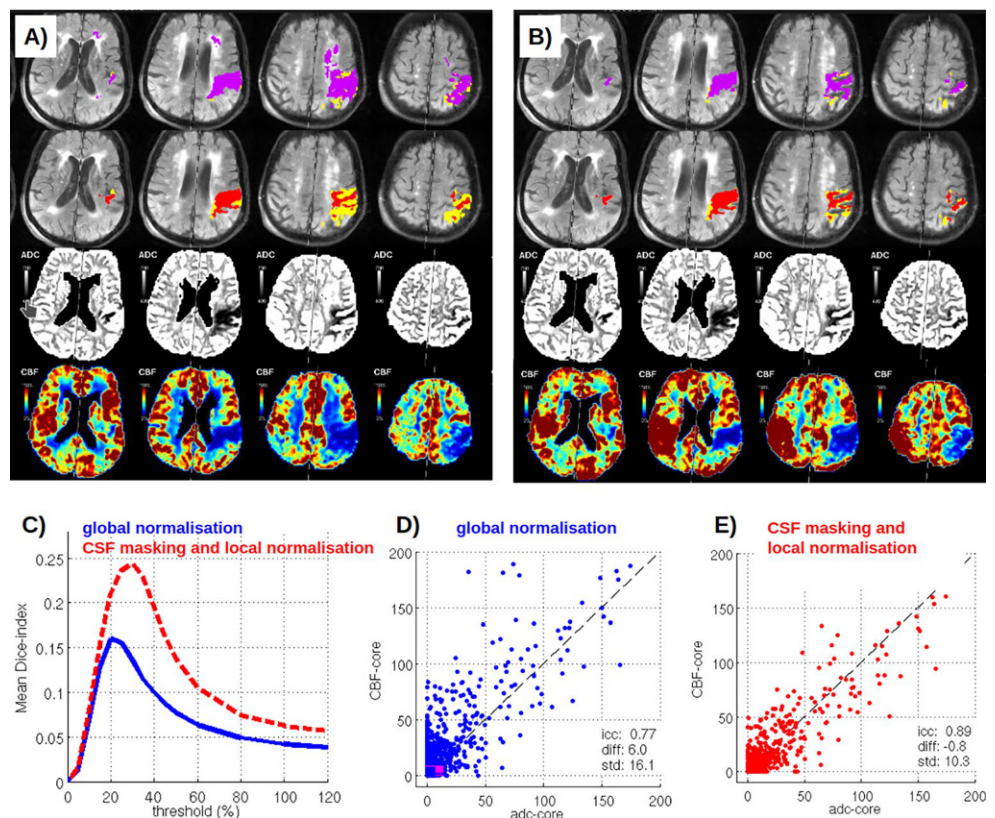 A)
B)
ADC
ADC
ADC
ADC
ADC
ADC
ADC
ADC
CBF
CBF
CBF
CBF
CBF
CBF
CBF
CBF
C)
global normalisation
CSF masking and local normalisation
0.25
0.2
0.15
0.1
0.05
0
Mean Dice-index
0 20 40 60 80 100 120
threshold (%)
D)
global normalisation
200
150
100
50
0
CBF-core
icc: 0.77
diff: 6.0
std: 16.1
0 50 100 150 200
adc-core
E)
CSF masking and
local normalisation
200
150
100
50
0
CBF-core
icc: 0.89
diff: -0.8
std: 10.3
0 50 100 150 200
adc-core